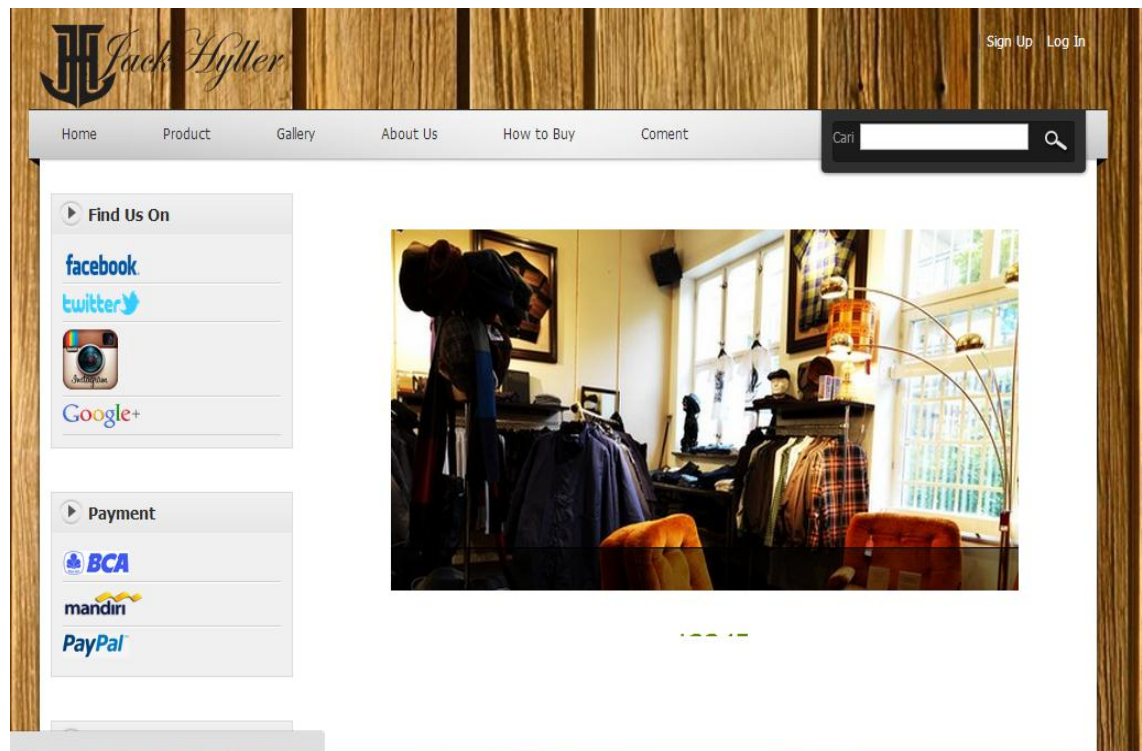 Jack Hyller
Sign Up Log In
Home Product Gallery About Us How to Buy Coment
Cari
Find Us On
facebook.
twitter
Instagram
Google+
Payment
BCA
mandiri
PayPal